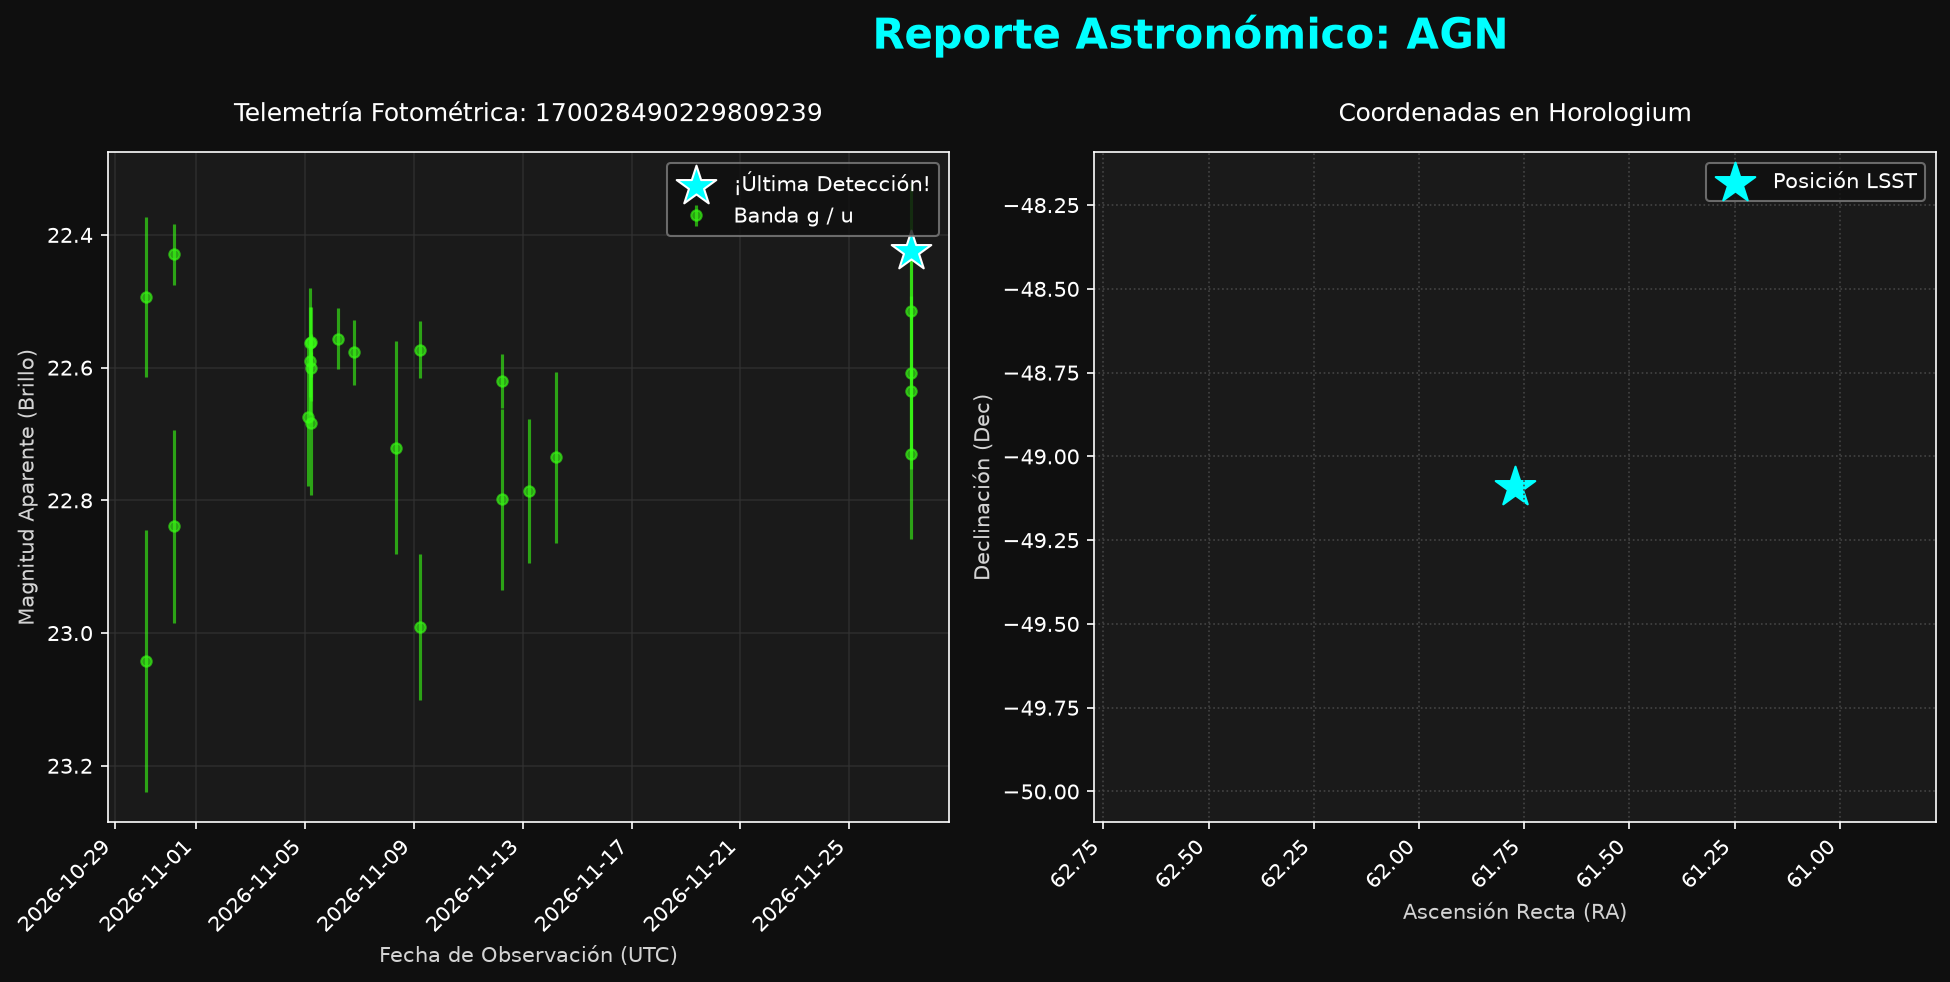 Reporte Astronómico: AGN
Telemetría Fotométrica: 170028490229809239
¡Última Detección!
Banda g / u
22.4
22.6
22.8
23.0
23.2
Magnitud Aparente (Brillo)
2026-10-29
2026-11-01
2026-11-05
2026-11-09
2026-11-13
2026-11-17
2026-11-21
2026-11-25
Fecha de Observación (UTC)
Coordenadas en Horologium
Posición LSST
−48.25
−48.50
−48.75
−49.00
−49.25
−49.50
−49.75
−50.00
Declinación (Dec)
62.75
62.50
62.25
62.00
61.75
61.50
61.25
61.00
Ascensión Recta (RA)